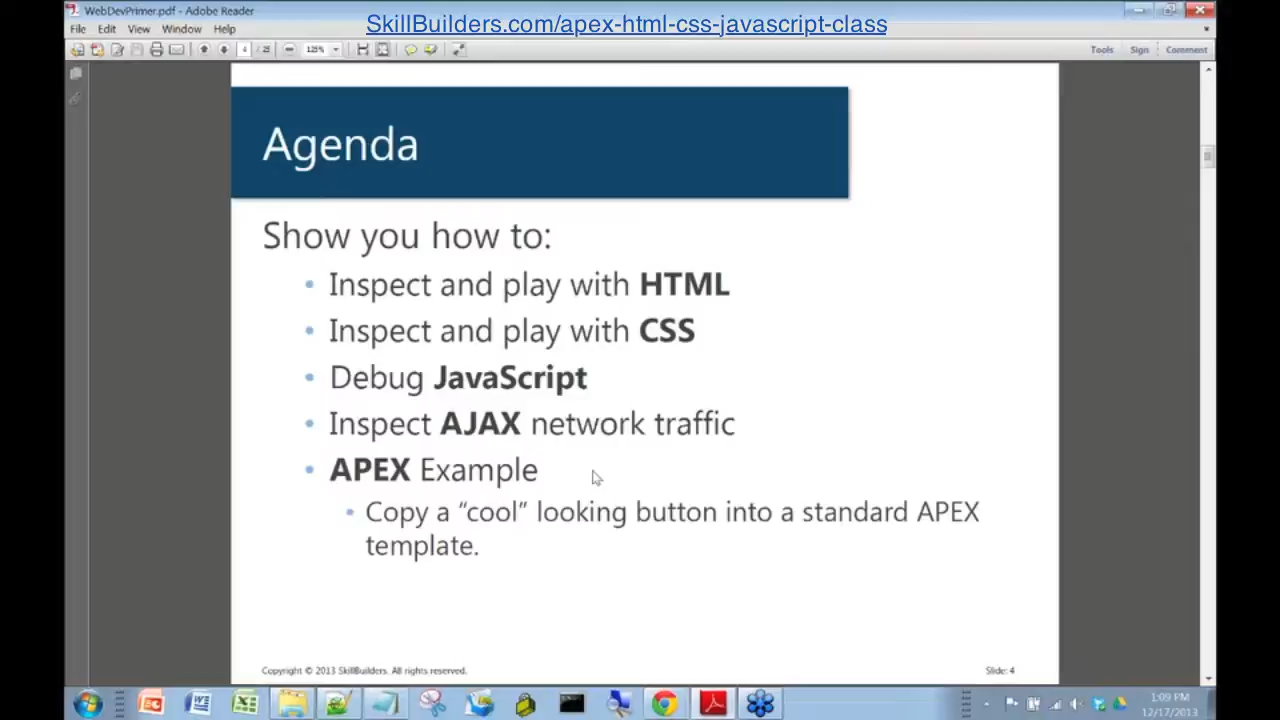 WebDevPrimer.pdf - Adobe Reader
SkillBuilders.com/apex-html-css-javascript-class
File Edit View Window Help
4 / 25 125% Tools Sign Comment
Agenda
Show you how to:
• Inspect and play with HTML
• Inspect and play with CSS
• Debug JavaScript
• Inspect AJAX network traffic
• APEX Example
• Copy a “cool” looking button into a standard APEX
template.
Copyright © 2013 SkillBuilders. All rights reserved. Slide: 4
1:09 PM
12/17/2013